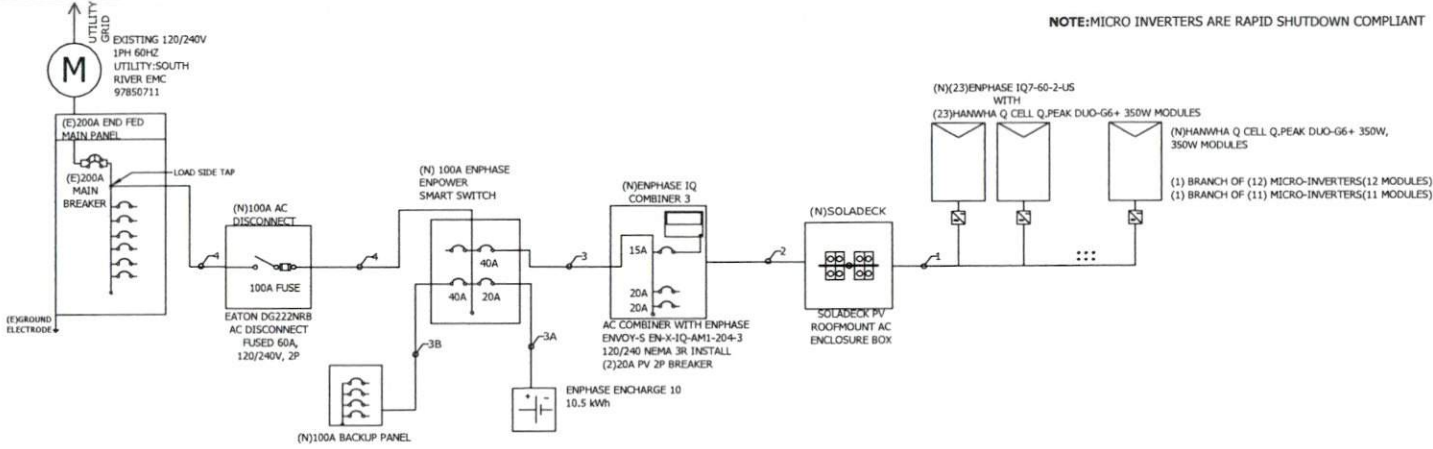 NOTE:MICRO INVERTERS ARE RAPID SHUTDOWN COMPLIANT
UTILITY
GRID
EXISTING 120/240V
1PH 60HZ
UTILITY:SOUTH
RIVER EMC
97850711
M
(E)200A END FED
MAIN PANEL
(E)200A
MAIN
BREAKER
LOAD SIDE TAP
(E)GROUND
ELECTRODE
4
(N)100A AC
DISCONNECT
100A FUSE
EATON DG222NRB
AC DISCONNECT
FUSED 60A,
120/240V, 2P
4
(N) 100A ENPHASE
ENPOWER
SMART SWITCH
40A
40A
20A
3B
3A
(N)100A BACKUP PANEL
+ -
ENPHASE ENCHARGE 10
10.5 kWh
3
(N)ENPHASE IQ
COMBINER 3
15A
20A
20A
AC COMBINER WITH ENPHASE
ENVOY-S EN-X-IQ-AM1-204-3
120/240 NEMA 3R INSTALL
(2)20A PV 2P BREAKER
2
(N)SOLADECK
SOLADECK PV
ROOFMOUNT AC
ENCLOSURE BOX
1
(N)(23)ENPHASE IQ7-60-2-US
WITH
(23)HANWHA Q CELL Q.PEAK DUO-G6+ 350W MODULES
(N)HANWHA Q CELL Q.PEAK DUO-G6+ 350W,
350W MODULES
(1) BRANCH OF (12) MICRO-INVERTERS(12 MODULES)
(1) BRANCH OF (11) MICRO-INVERTERS(11 MODULES)